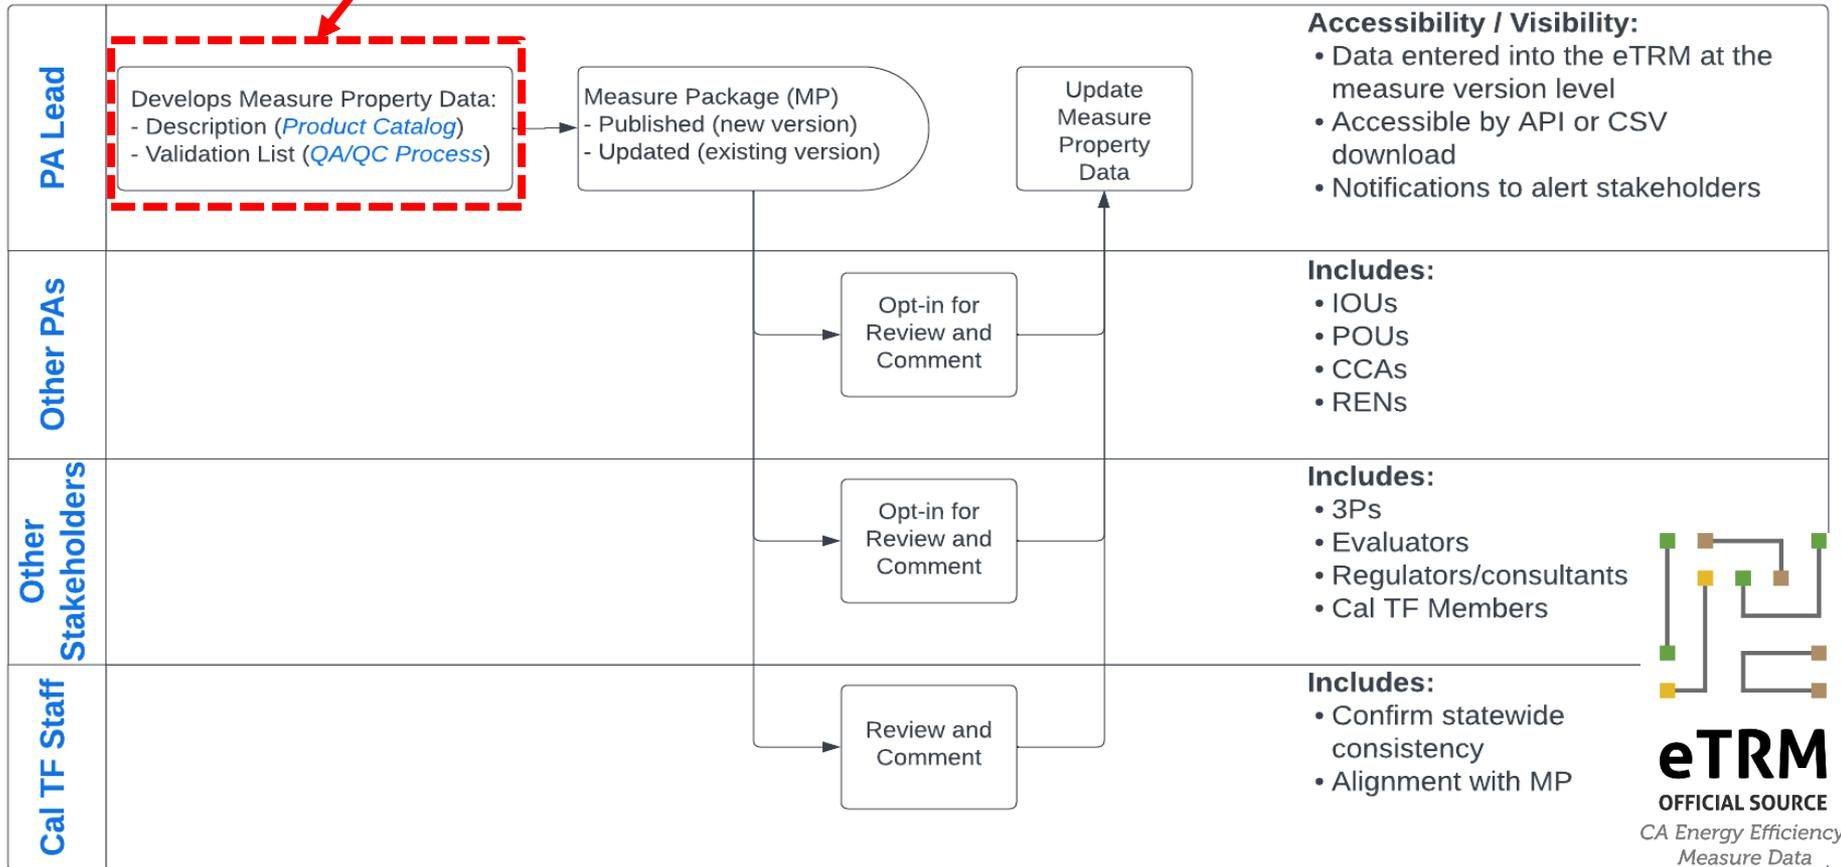 PA Lead
Develops Measure Property Data:
- Description (Product Catalog)
- Validation List (QA/QC Process)
Measure Package (MP)
- Published (new version)
- Updated (existing version)
Update
Measure
Property
Data
Accessibility / Visibility:
• Data entered into the eTRM at the
measure version level
• Accessible by API or CSV
download
• Notifications to alert stakeholders
Other PAs
Opt-in for
Review and
Comment
Includes:
• IOUs
• POUs
• CCAs
• RENs
Other
Stakeholders
Opt-in for
Review and
Comment
Includes:
• 3Ps
• Evaluators
• Regulators/consultants
• Cal TF Members
Cal TF Staff
Review and
Comment
Includes:
• Confirm statewide
consistency
• Alignment with MP
eTRM
OFFICIAL SOURCE
CA Energy Efficiency
Measure Data